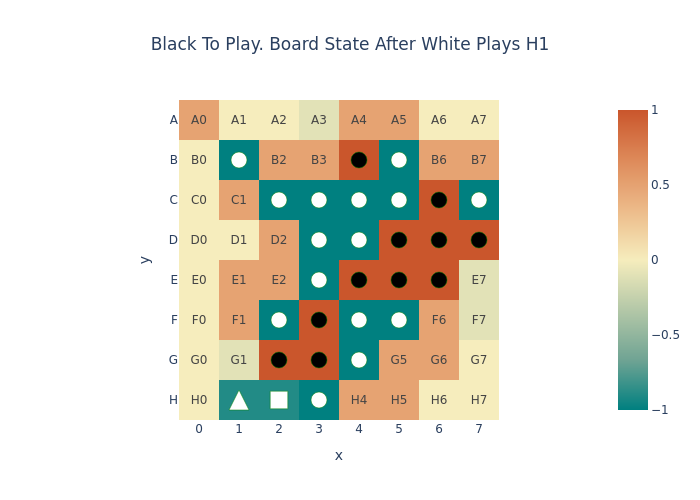 Black To Play. Board State After White Plays H1
A A0 A1 A2 A3 A4 A5 A6 A7
B B0 B2 B3 B6 B7
C C0 C1
D D0 D1 D2
E E0 E1 E2 E7
F F0 F1 F6 F7
G G0 G1 G5 G6 G7
H H0 H4 H5 H6 H7
0 1 2 3 4 5 6 7
x
y
1
0.5
0
−0.5
−1